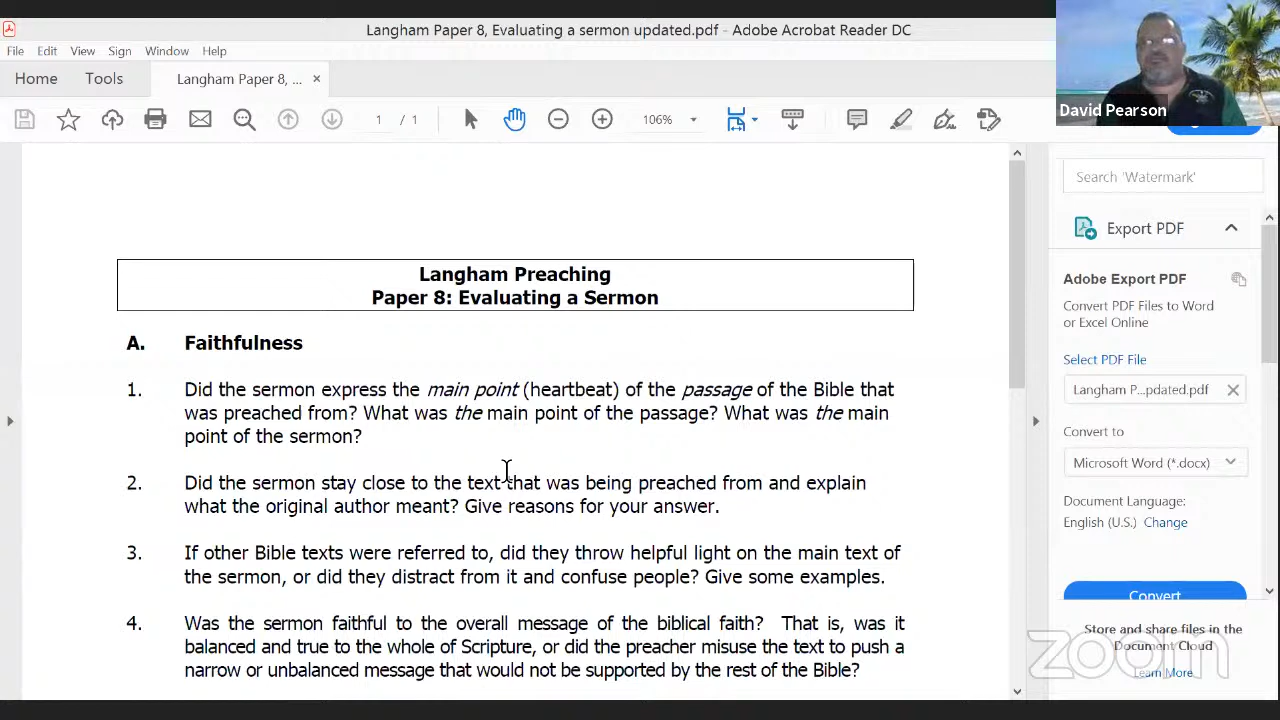 Langham Paper 8, Evaluating a sermon updated.pdf - Adobe Acrobat Reader DC
File Edit View Sign Window Help
Home Tools Langham Paper 8, ... ×
1 / 1 106%
David Pearson
Search 'Watermark'
Export PDF
Adobe Export PDF
Convert PDF Files to Word
or Excel Online
Select PDF File
Langham P...pdated.pdf
Convert to
Microsoft Word (*.docx)
Document Language:
English (U.S.) Change
Convert
Store and share files in the
Document Cloud
Learn More
zoom
Langham Preaching
Paper 8: Evaluating a Sermon
A. Faithfulness
1. Did the sermon express the main point (heartbeat) of the passage of the Bible that
was preached from? What was the main point of the passage? What was the main
point of the sermon?
2. Did the sermon stay close to the text that was being preached from and explain
what the original author meant? Give reasons for your answer.
3. If other Bible texts were referred to, did they throw helpful light on the main text of
the sermon, or did they distract from it and confuse people? Give some examples.
4. Was the sermon faithful to the overall message of the biblical faith? That is, was it
balanced and true to the whole of Scripture, or did the preacher misuse the text to push a
narrow or unbalanced message that would not be supported by the rest of the Bible?